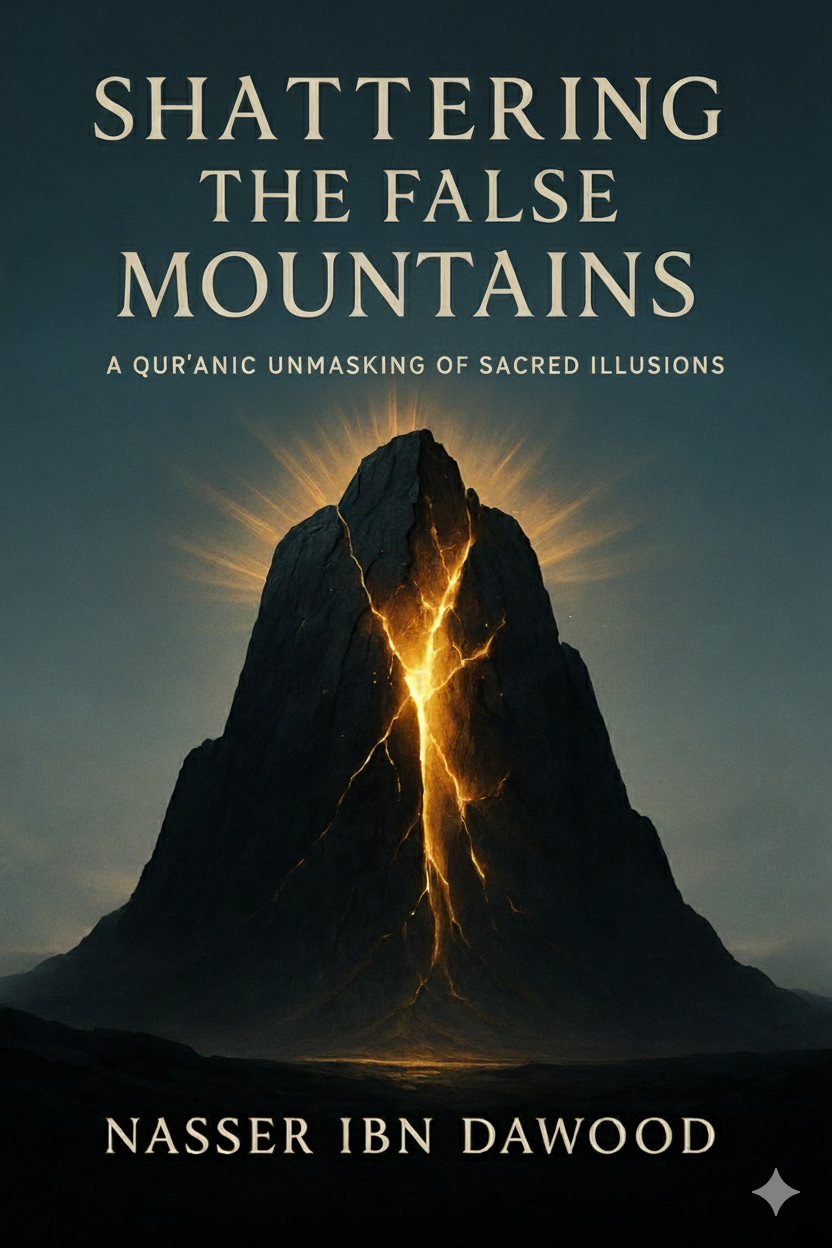 SHATTERING
THE FALSE
MOUNTAINS
A QUR'ANIC UNMASKING OF SACRED ILLUSIONS
NASSER IBN DAWOOD